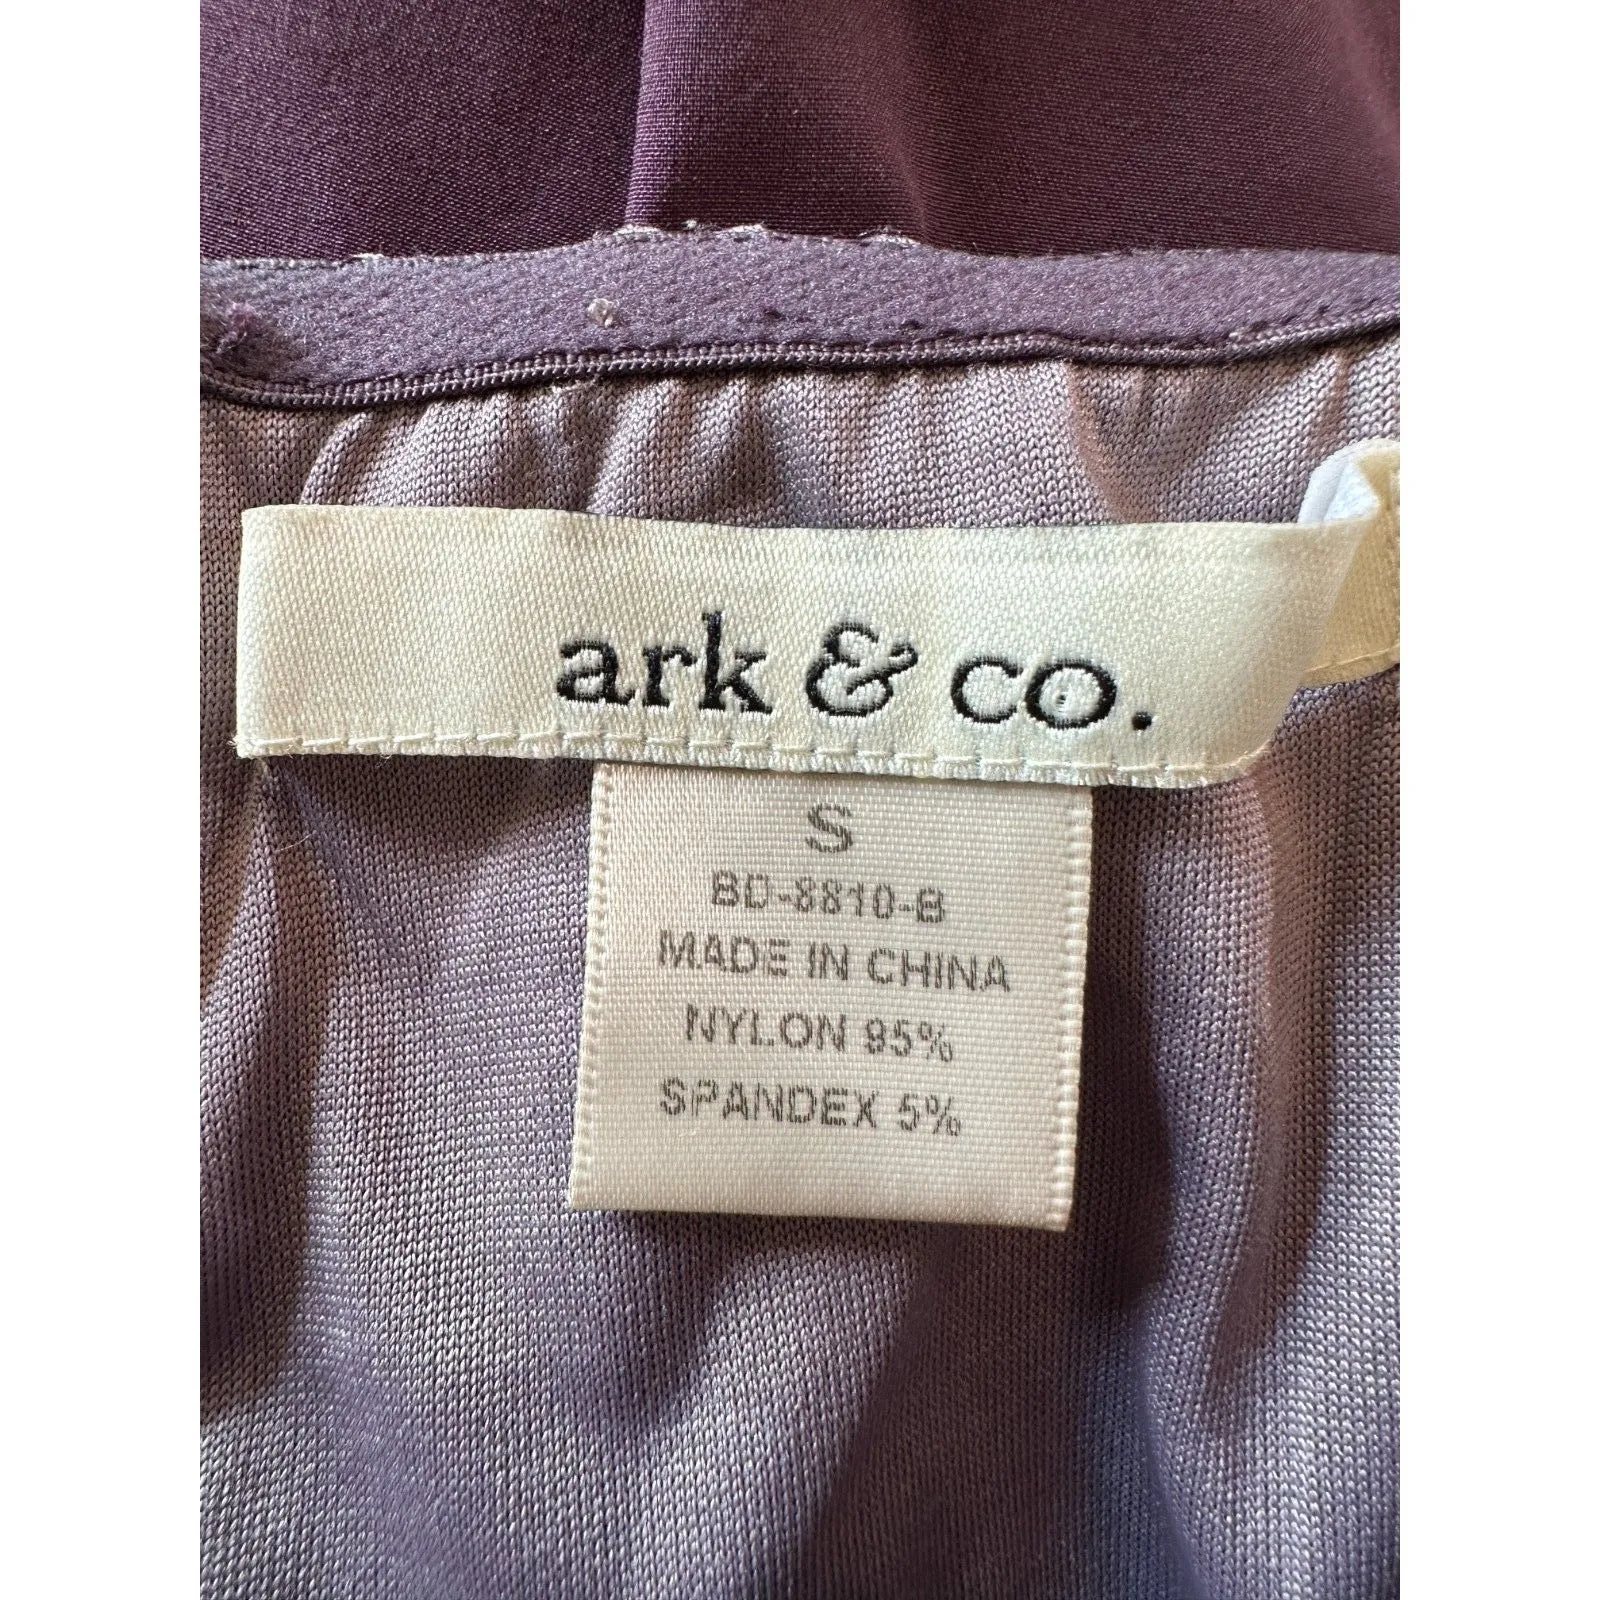 ark & co.
S
BD-8810-B
MADE IN CHINA
NYLON 95%
SPANDEX 5%